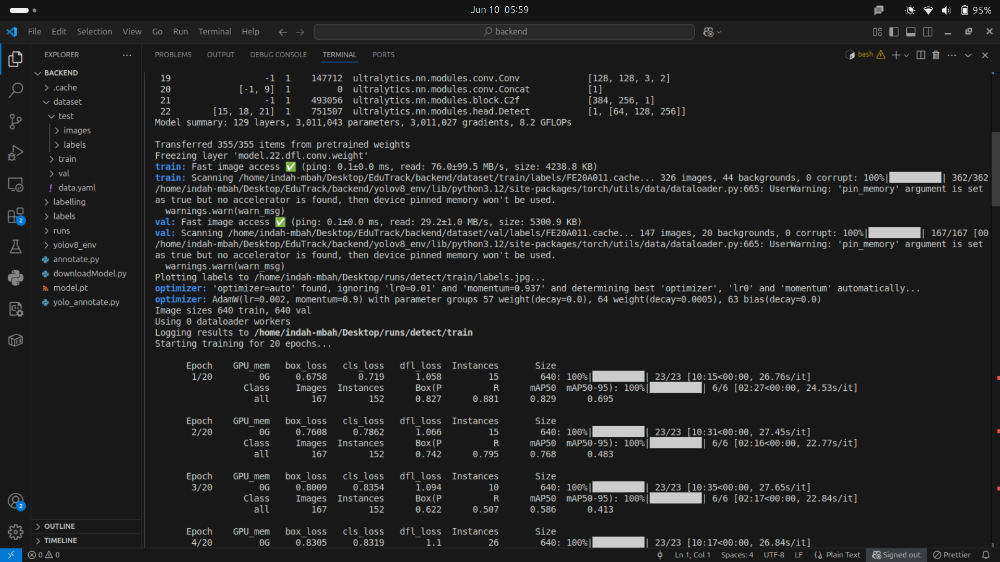 Jun 10 05:59
95%
File Edit Selection View Go Run Terminal Help
backend
EXPLORER
BACKEND
.cache
dataset
test
images
labels
train
val
! data.yaml
labelling
labels
runs
yolov8_env
annotate.py
downloadModel.py
model.pt
yolo_annotate.py
OUTLINE
TIMELINE
2
2
PROBLEMS OUTPUT DEBUG CONSOLE TERMINAL PORTS
bash
19 -1 1 147712 ultralytics.nn.modules.conv.Conv [128, 128, 3, 2]
20 [-1, 9] 1 0 ultralytics.nn.modules.conv.Concat [1]
21 -1 1 493056 ultralytics.nn.modules.block.C2f [384, 256, 1]
22 [15, 18, 21] 1 751507 ultralytics.nn.modules.head.Detect [1, [64, 128, 256]]
Model summary: 129 layers, 3,011,043 parameters, 3,011,027 gradients, 8.2 GFLOPs
Transferred 355/355 items from pretrained weights
Freezing layer 'model.22.dfl.conv.weight'
train: Fast image access ✅ (ping: 0.1±0.0 ms, read: 76.0±99.5 MB/s, size: 4238.8 KB)
train: Scanning /home/indah-mbah/Desktop/EduTrack/backend/dataset/train/labels/FE20A011.cache... 326 images, 44 backgrounds, 0 corrupt: 100%|██████████| 362/362
/home/indah-mbah/Desktop/EduTrack/backend/yolov8_env/lib/python3.12/site-packages/torch/utils/data/dataloader.py:665: UserWarning: 'pin_memory' argument is set
as true but no accelerator is found, then device pinned memory won't be used.
warnings.warn(warn_msg)
val: Fast image access ✅ (ping: 0.1±0.0 ms, read: 29.2±1.0 MB/s, size: 5300.9 KB)
val: Scanning /home/indah-mbah/Desktop/EduTrack/backend/dataset/val/labels/FE20A011.cache... 147 images, 20 backgrounds, 0 corrupt: 100%|██████████| 167/167 [00
/home/indah-mbah/Desktop/EduTrack/backend/yolov8_env/lib/python3.12/site-packages/torch/utils/data/dataloader.py:665: UserWarning: 'pin_memory' argument is set
as true but no accelerator is found, then device pinned memory won't be used.
warnings.warn(warn_msg)
Plotting labels to /home/indah-mbah/Desktop/runs/detect/train/labels.jpg...
optimizer: 'optimizer=auto' found, ignoring 'lr0=0.01' and 'momentum=0.937' and determining best 'optimizer', 'lr0' and 'momentum' automatically...
optimizer: AdamW(lr=0.002, momentum=0.9) with parameter groups 57 weight(decay=0.0), 64 weight(decay=0.0005), 63 bias(decay=0.0)
Image sizes 640 train, 640 val
Using 0 dataloader workers
Logging results to /home/indah-mbah/Desktop/runs/detect/train
Starting training for 20 epochs...
Epoch GPU_mem box_loss cls_loss dfl_loss Instances Size
1/20 0G 0.6758 0.719 1.058 15 640: 100%|██████████| 23/23 [10:15<00:00, 26.76s/it]
Class Images Instances Box(P R mAP50 mAP50-95): 100%|██████████| 6/6 [02:27<00:00, 24.53s/it]
all 167 152 0.827 0.881 0.829 0.695
Epoch GPU_mem box_loss cls_loss dfl_loss Instances Size
2/20 0G 0.7608 0.7862 1.066 15 640: 100%|██████████| 23/23 [10:31<00:00, 27.45s/it]
Class Images Instances Box(P R mAP50 mAP50-95): 100%|██████████| 6/6 [02:16<00:00, 22.77s/it]
all 167 152 0.742 0.795 0.768 0.483
Epoch GPU_mem box_loss cls_loss dfl_loss Instances Size
3/20 0G 0.8009 0.8354 1.094 10 640: 100%|██████████| 23/23 [10:35<00:00, 27.65s/it]
Class Images Instances Box(P R mAP50 mAP50-95): 100%|██████████| 6/6 [02:17<00:00, 22.84s/it]
all 167 152 0.622 0.507 0.586 0.413
Epoch GPU_mem box_loss cls_loss dfl_loss Instances Size
4/20 0G 0.8305 0.8319 1.1 26 640: 100%|██████████| 23/23 [10:17<00:00, 26.84s/it]
0 0 Ln 1, Col 1 Spaces: 4 UTF-8 LF Plain Text Signed out Prettier